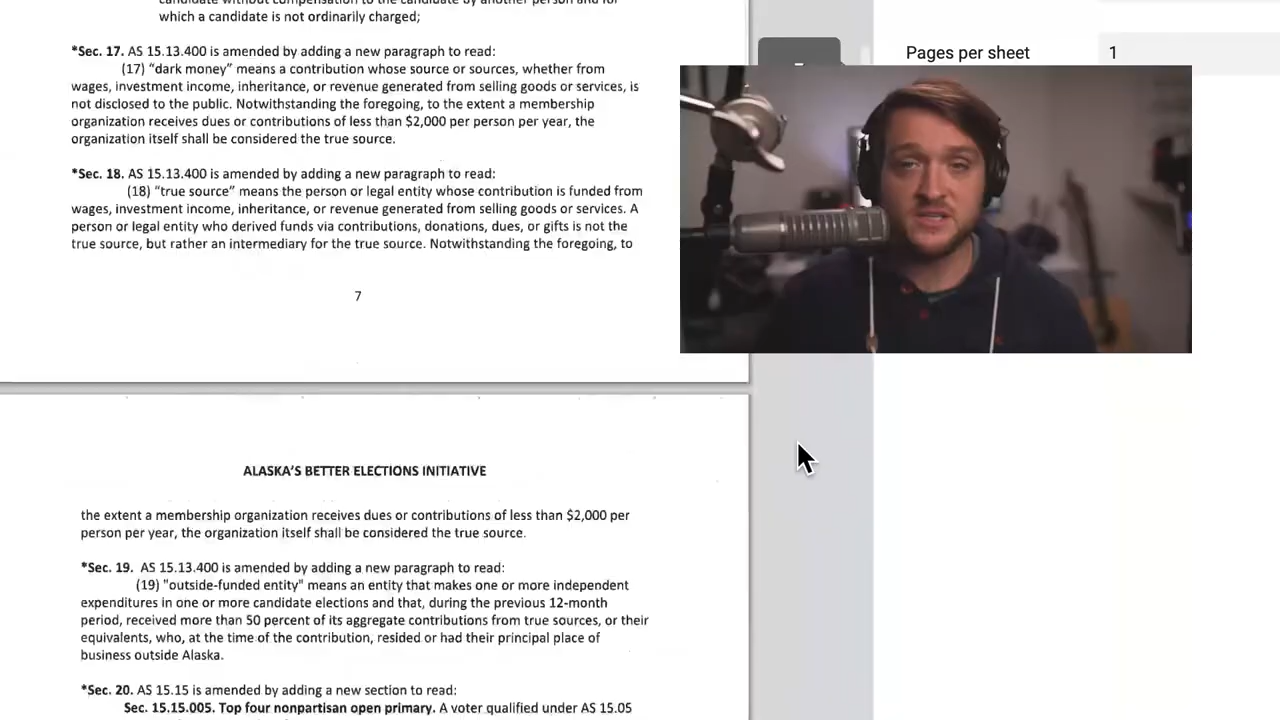 candidate without compensation to the candidate by another person and for
which a candidate is not ordinarily charged;
*Sec. 17. AS 15.13.400 is amended by adding a new paragraph to read:
(17) “dark money” means a contribution whose source or sources, whether from
wages, investment income, inheritance, or revenue generated from selling goods or services, is
not disclosed to the public. Notwithstanding the foregoing, to the extent a membership
organization receives dues or contributions of less than $2,000 per person per year, the
organization itself shall be considered the true source.
*Sec. 18. AS 15.13.400 is amended by adding a new paragraph to read:
(18) “true source” means the person or legal entity whose contribution is funded from
wages, investment income, inheritance, or revenue generated from selling goods or services. A
person or legal entity who derived funds via contributions, donations, dues, or gifts is not the
true source, but rather an intermediary for the true source. Notwithstanding the foregoing, to
7
ALASKA’S BETTER ELECTIONS INITIATIVE
the extent a membership organization receives dues or contributions of less than $2,000 per
person per year, the organization itself shall be considered the true source.
*Sec. 19. AS 15.13.400 is amended by adding a new paragraph to read:
(19) "outside-funded entity" means an entity that makes one or more independent
expenditures in one or more candidate elections and that, during the previous 12-month
period, received more than 50 percent of its aggregate contributions from true sources, or their
equivalents, who, at the time of the contribution, resided or had their principal place of
business outside Alaska.
*Sec. 20. AS 15.15 is amended by adding a new section to read:
Sec. 15.15.005. Top four nonpartisan open primary. A voter qualified under AS 15.05
Pages per sheet
1